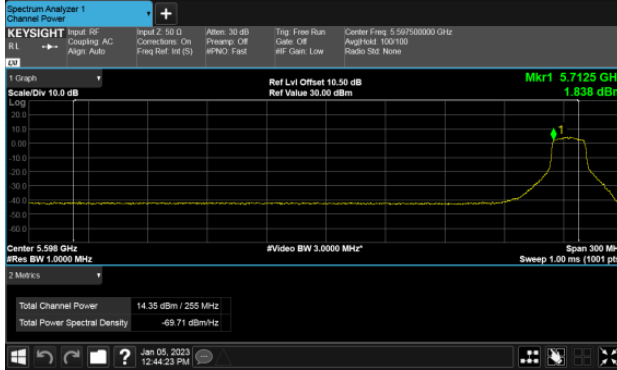 Spectrum Analyzer 1
Channel Power
+
KEYSIGHT Input: RF Input Z: 50 Ω Atten: 30 dB Trig: Free Run Center Freq: 5.597500000 GHz
RL Coupling: AC Corrections: On Preamp: Off Gate: Off Avg|Hold: 100/100
Align: Auto Freq Ref: Int (S) #PNO: Fast #IF Gain: Low Radio Std: None
LXI
1 Graph Ref Lvl Offset 10.50 dB Mkr1 5.7125 GH
Scale/Div 10.0 dB Ref Value 30.00 dBm 1.838 dBr
Log
20.0
10.0
1
0.00
-10.0
-20.0
-30.0
-40.0
-50.0
-60.0
Center 5.598 GHz #Video BW 3.0000 MHz* Span 300 MH
#Res BW 1.0000 MHz Sweep 1.00 ms (1001 pts
2 Metrics
Total Channel Power 14.35 dBm / 255 MHz
Total Power Spectral Density -69.71 dBm/Hz
? Jan 05, 2023
12:44:23 PM